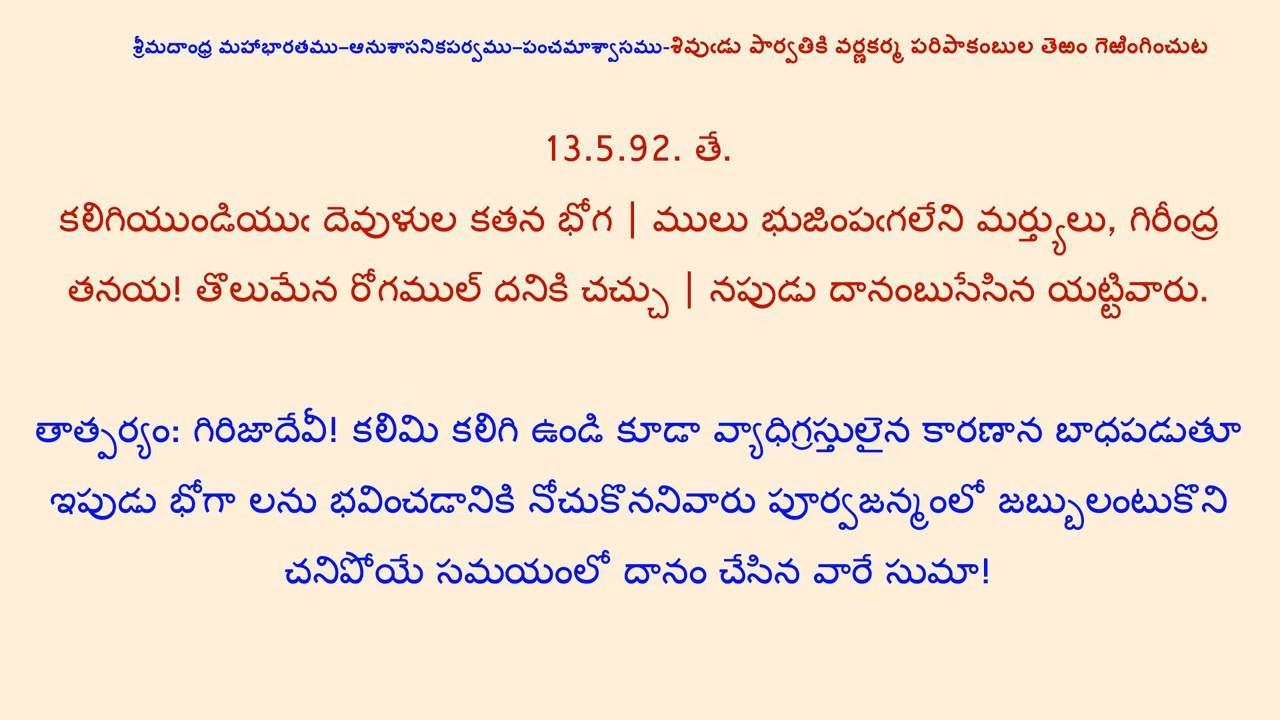 శ్రీమదాంధ్ర మహాభారతము–ఆనుశాసనికపర్వము–పంచమాశ్వాసము-శివుఁడు పార్వతికి వర్ణకర్మ పరిపాకంబుల తెఱం గెఱింగించుట
13.5.92. తే.
కలిగియుండియుఁ దెవుళుల కతన భోగ | ములు భుజింపఁగలేని మర్త్యులు, గిరీంద్ర
తనయ! తొలుమేన రోగముల్ దనికి చచ్చు | నపుడు దానంబుసేసిన యట్టివారు.
తాత్పర్యం: గిరిజాదేవీ! కలిమి కలిగి ఉండి కూడా వ్యాధిగ్రస్తులైన కారణాన బాధపడుతూ
ఇపుడు భోగా లను భవించడానికి నోచుకొననివారు పూర్వజన్మంలో జబ్బులంటుకొని
చనిపోయే సమయంలో దానం చేసిన వారే సుమా!